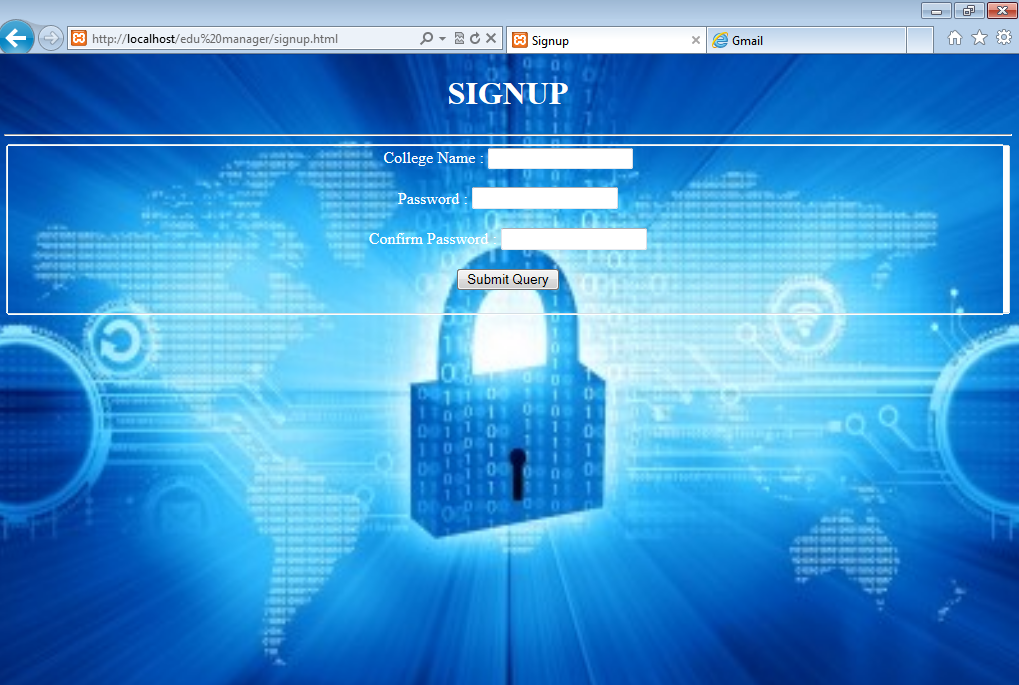 http://localhost/edu%20manager/signup.html
Signup
Gmail
SIGNUP
College Name :
Password :
Confirm Password :
Submit Query